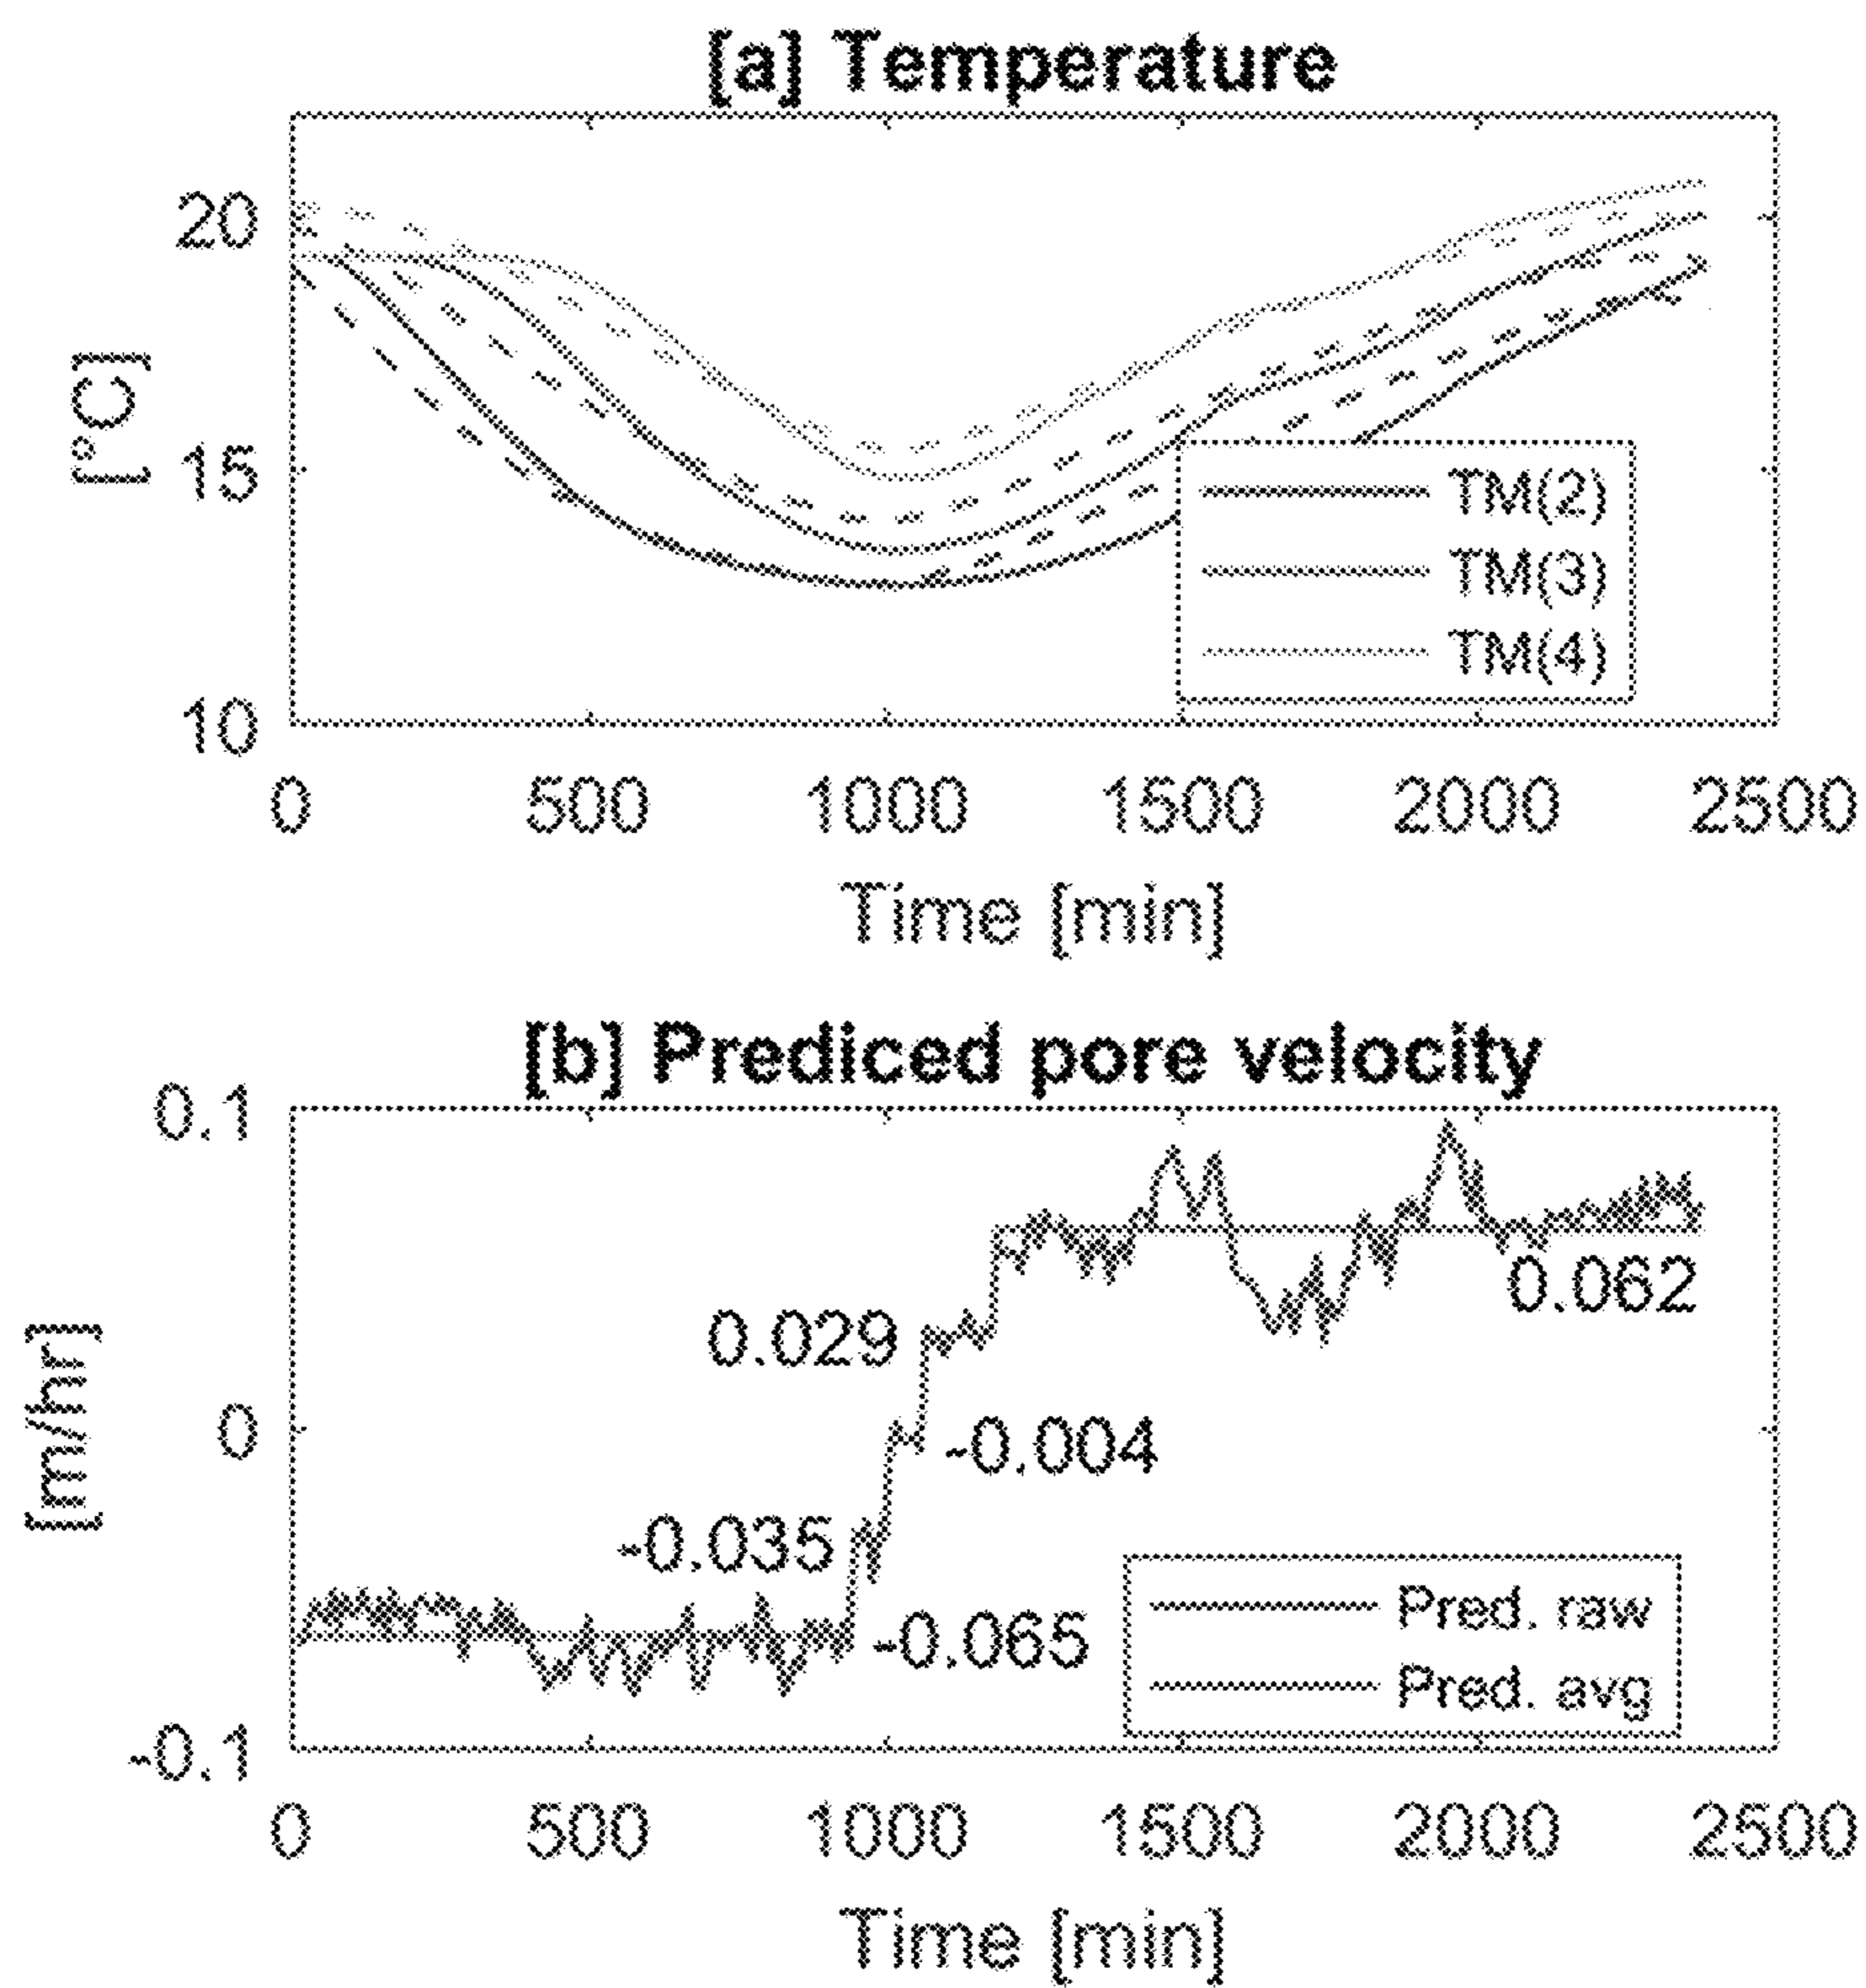 [a] Temperature
20
15
10
[°C]
TM(2)
TM(3)
TM(4)
0 500 1000 1500 2000 2500
Time [min]
[b] Prediced pore velocity
0.1
0
-0.1
[m/hr]
0.062
0.029
-0.004
-0.035
-0.065
Pred. raw
Pred. avg
0 500 1000 1500 2000 2500
Time [min]